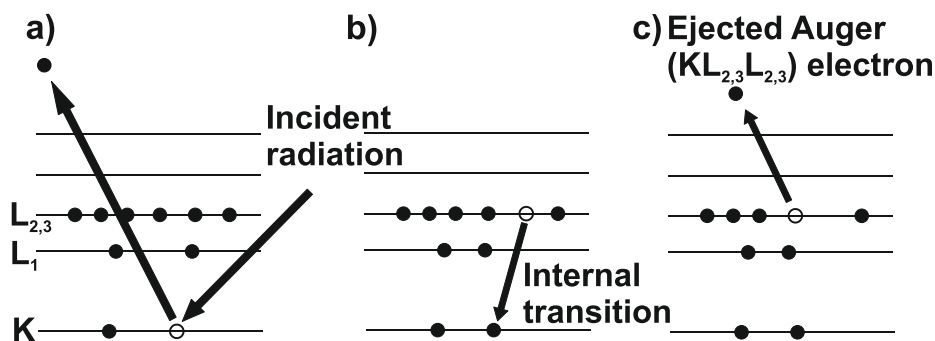 a)
b)
c) Ejected Auger
(KL2,3L2,3) electron
Incident
radiation
L2,3
L1
Internal
transition
K